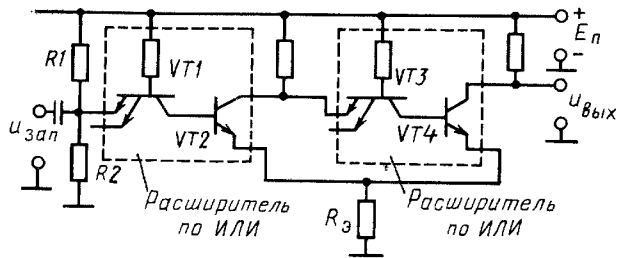 +
Eп
-
R1
VT1
VT3
uзап
VT2
VT4
uвых
R2
Расширитель
по ИЛИ
Rэ
Расширитель
по ИЛИ